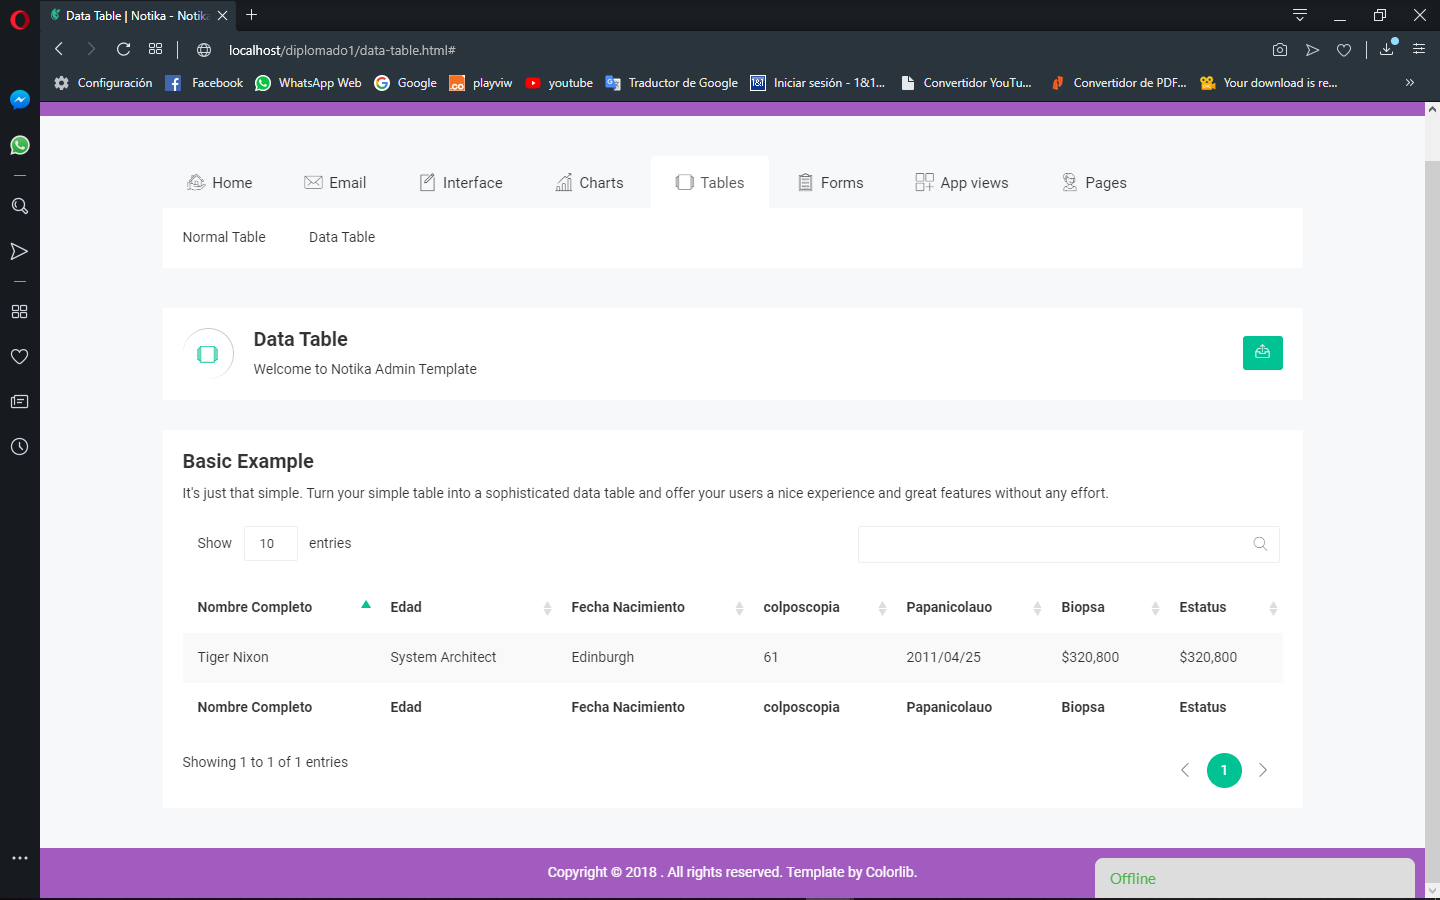 Data Table | Notika - Notika
localhost/diplomado1/data-table.html#
Configuración Facebook WhatsApp Web Google playviw youtube Traductor de Google Iniciar sesión - 1&1... Convertidor YouTu... Convertidor de PDF... Your download is re... »
Home Email Interface Charts Tables Forms App views Pages
Normal Table Data Table
Data Table
Welcome to Notika Admin Template
Basic Example
It's just that simple. Turn your simple table into a sophisticated data table and offer your users a nice experience and great features without any effort.
Show 10 entries
Nombre Completo Edad Fecha Nacimiento colposcopia Papanicolauo Biopsa Estatus
Tiger Nixon System Architect Edinburgh 61 2011/04/25 $320,800 $320,800
Nombre Completo Edad Fecha Nacimiento colposcopia Papanicolauo Biopsa Estatus
Showing 1 to 1 of 1 entries
1
Copyright © 2018 . All rights reserved. Template by Colorlib.
Offline